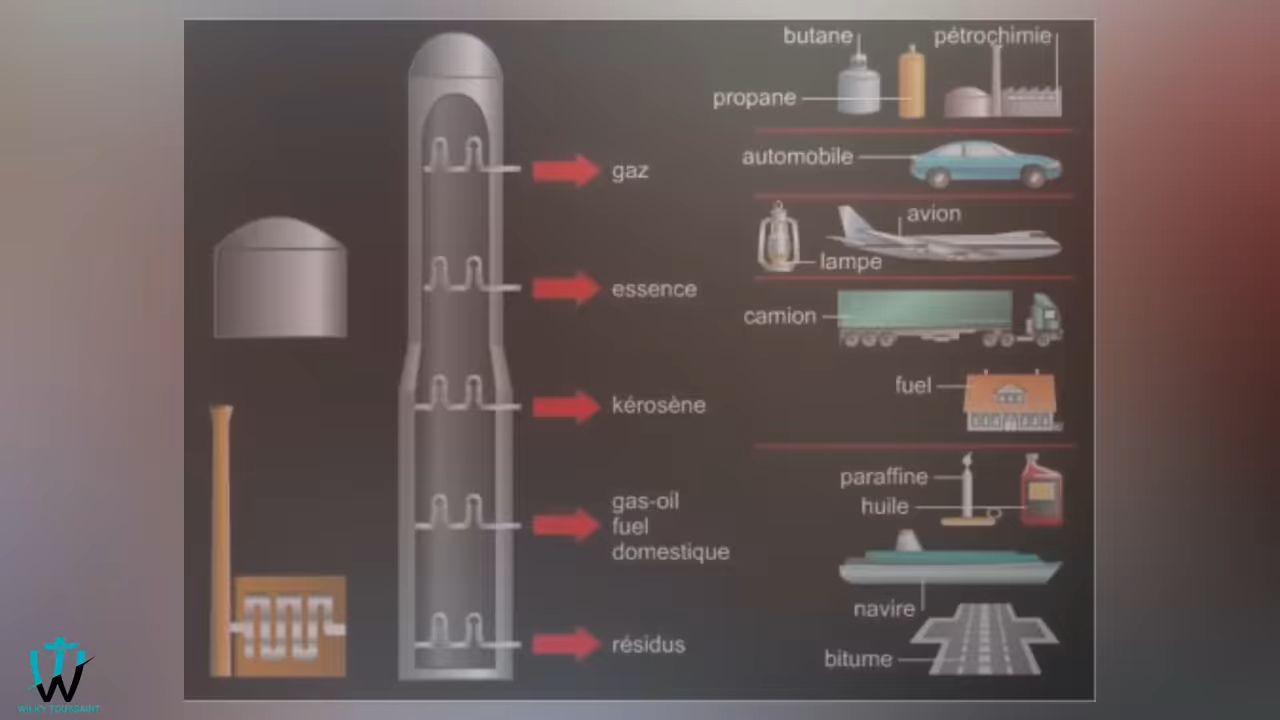 butane
pétrochimie
propane
gaz
automobile
avion
lampe
essence
camion
fuel
kérosène
paraffine
huile
gas-oil
fuel
domestique
navire
résidus
bitume
WILKY TOUSSAINT